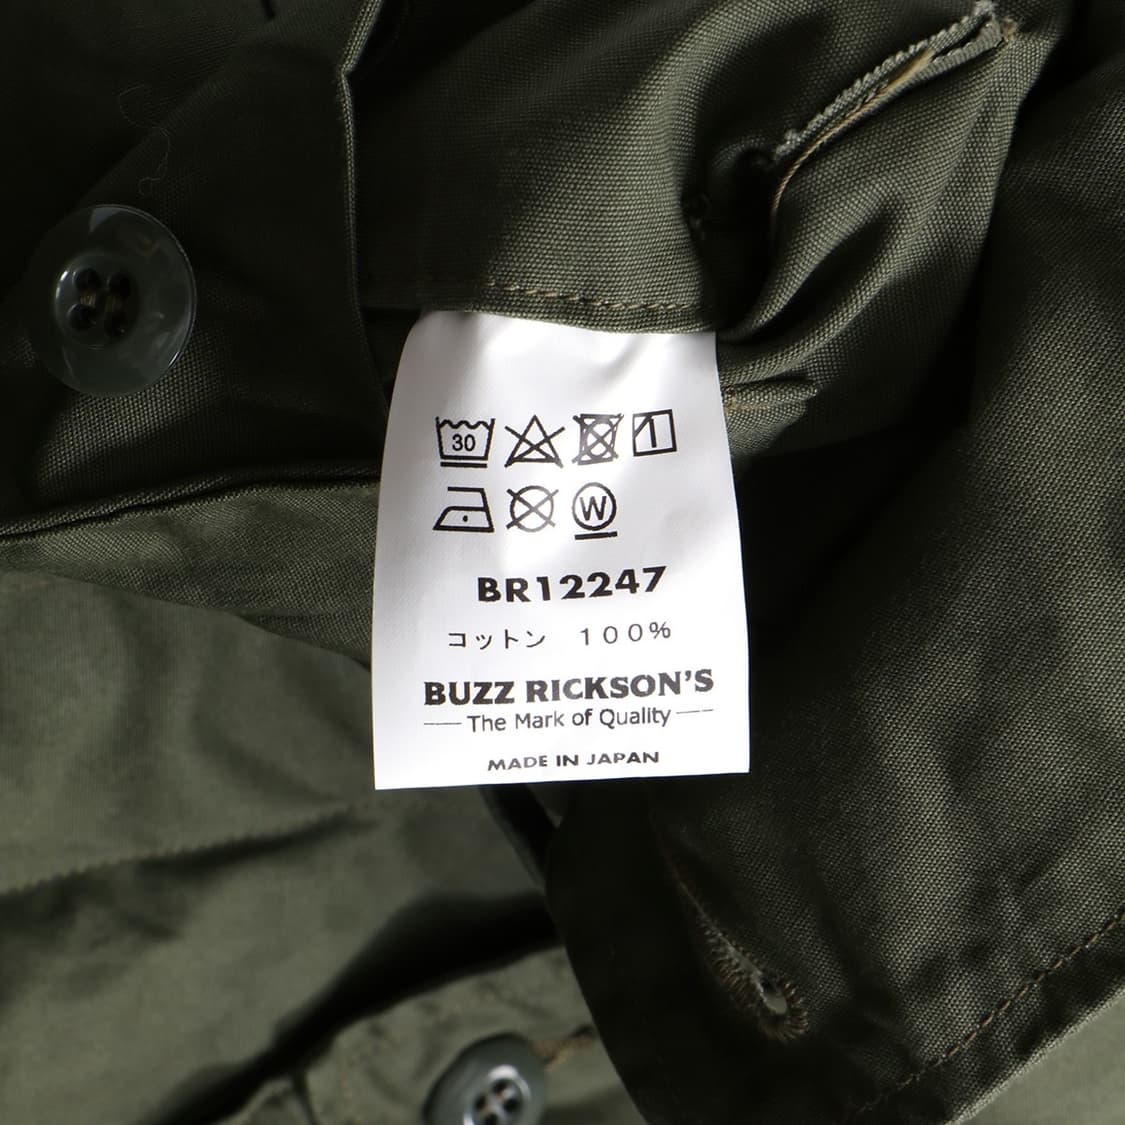 30
W
BR12247
コットン　１００％
BUZZ RICKSON'S
The Mark of Quality
MADE IN JAPAN